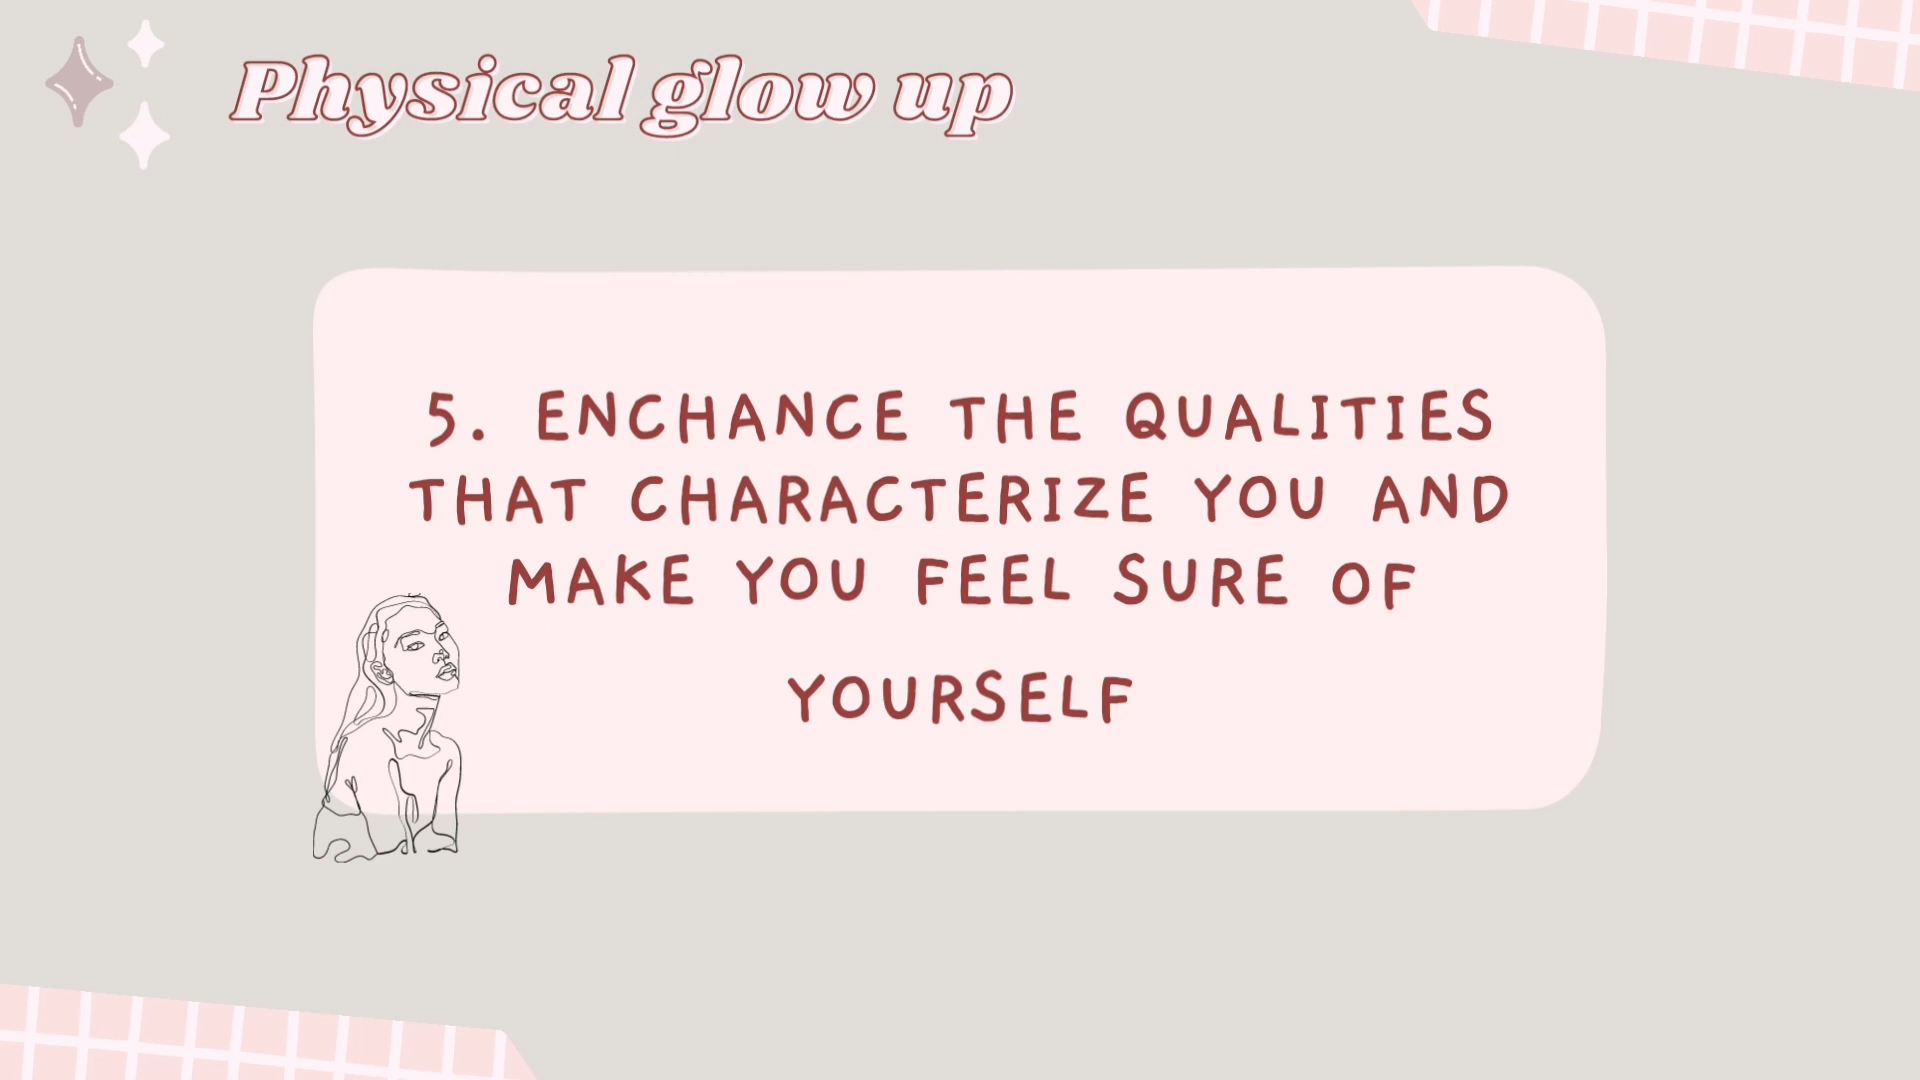 Physical glow up
5. ENCHANCE THE QUALITIES
THAT CHARACTERIZE YOU AND
MAKE YOU FEEL SURE OF
YOURSELF